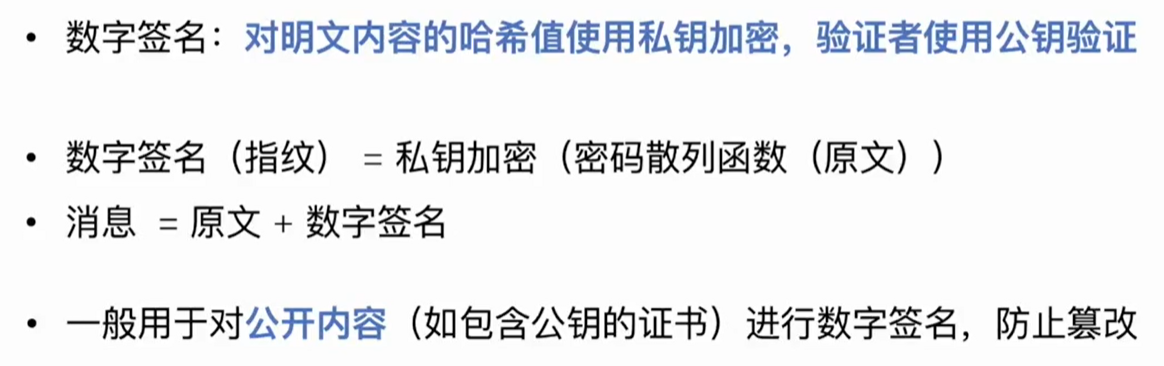 • 数字签名：对明文内容的哈希值使用私钥加密，验证者使用公钥验证
• 数字签名（指纹） = 私钥加密（密码散列函数（原文））
• 消息 = 原文 + 数字签名
• 一般用于对公开内容（如包含公钥的证书）进行数字签名，防止篡改